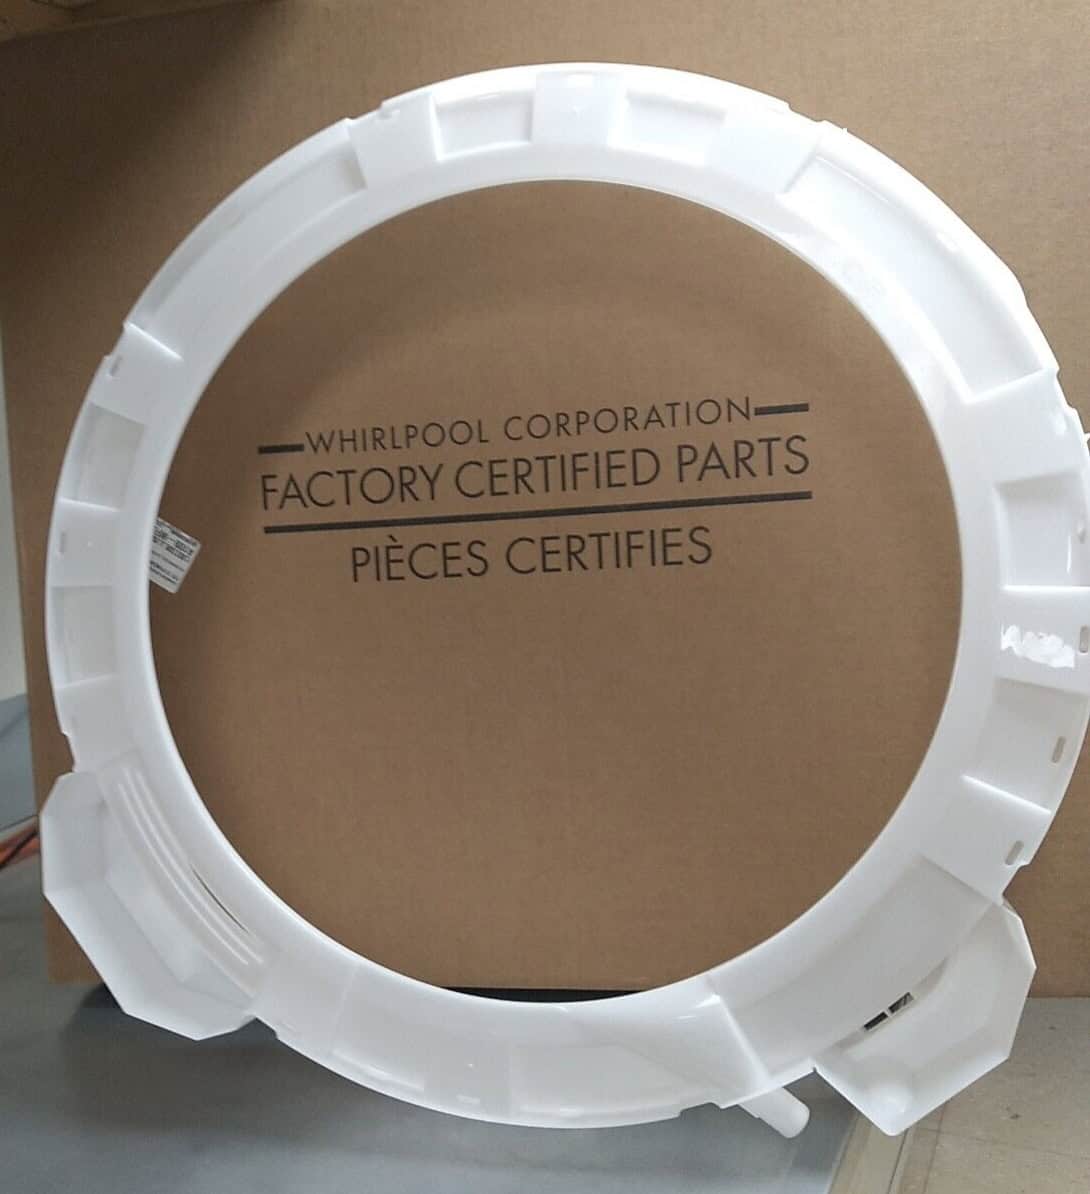 WHIRLPOOL CORPORATION
FACTORY CERTIFIED PARTS
PIÈCES CERTIFIES